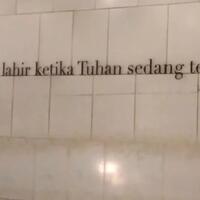 lahir ketika Tuhan sedang te